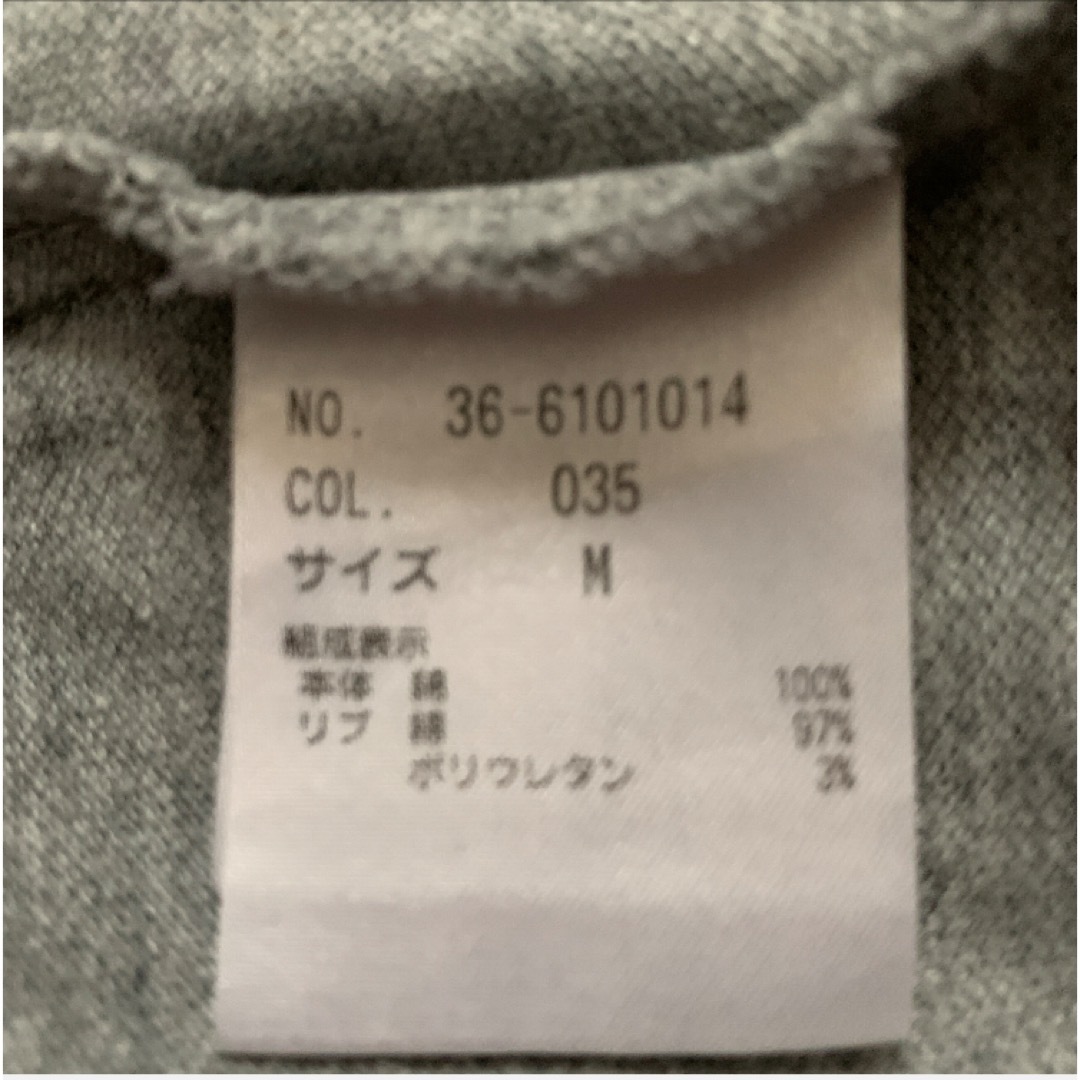 NO. 36-6101014
COL. 035
サイズ M
組成表示
本体 綿 100%
リブ 綿 97%
ポリウレタン 3%